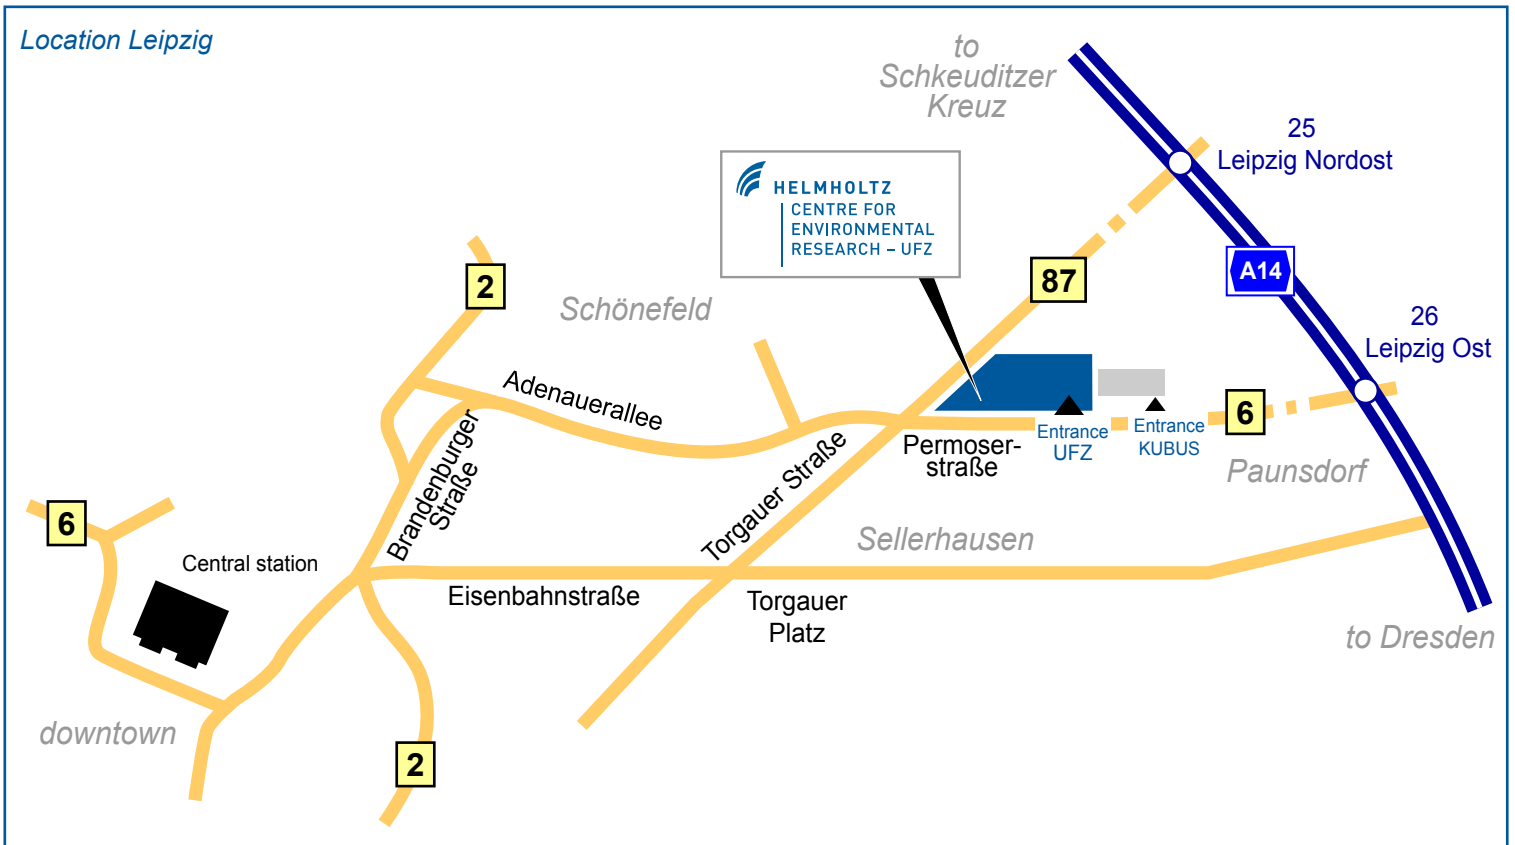 Location Leipzig
to
Schkeuditzer
Kreuz
25
Leipzig Nordost
HELMHOLTZ
CENTRE FOR
ENVIRONMENTAL
RESEARCH – UFZ
2
Schönefeld
87
A14
26
Leipzig Ost
Adenauerallee
6
Entrance
UFZ
Entrance
KUBUS
Permoser-
straße
Paunsdorf
Brandenburger
Straße
Torgauer Straße
6
Sellerhausen
Central station
Eisenbahnstraße
Torgauer
Platz
to Dresden
downtown
2